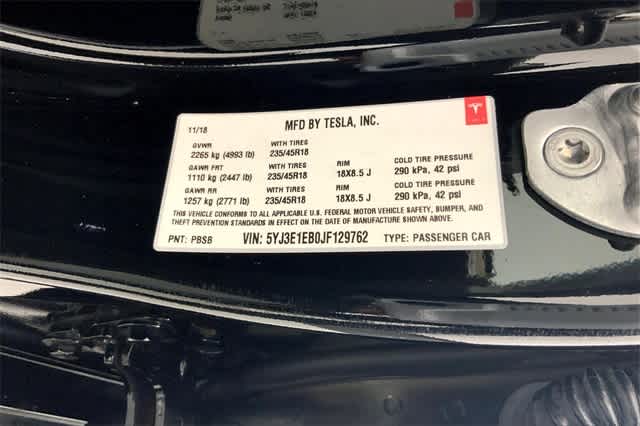 11/18 MFD BY TESLA, INC.
GVWR WITH TIRES
2265 kg (4993 lb) 235/45R18
GAWR FRT WITH TIRES RIM COLD TIRE PRESSURE
1110 kg (2447 lb) 235/45R18 18X8.5 J 290 kPa, 42 psi
GAWR RR WITH TIRES RIM COLD TIRE PRESSURE
1257 kg (2771 lb) 235/45R18 18X8.5 J 290 kPa, 42 psi
THIS VEHICLE CONFORMS TO ALL APPLICABLE U.S. FEDERAL MOTOR VEHICLE SAFETY, BUMPER, AND
THEFT PREVENTION STANDARDS IN EFFECT ON THE DATE OF MANUFACTURE SHOWN ABOVE.
PNT: PBSB VIN: 5YJ3E1EB0JF129762 TYPE: PASSENGER CAR